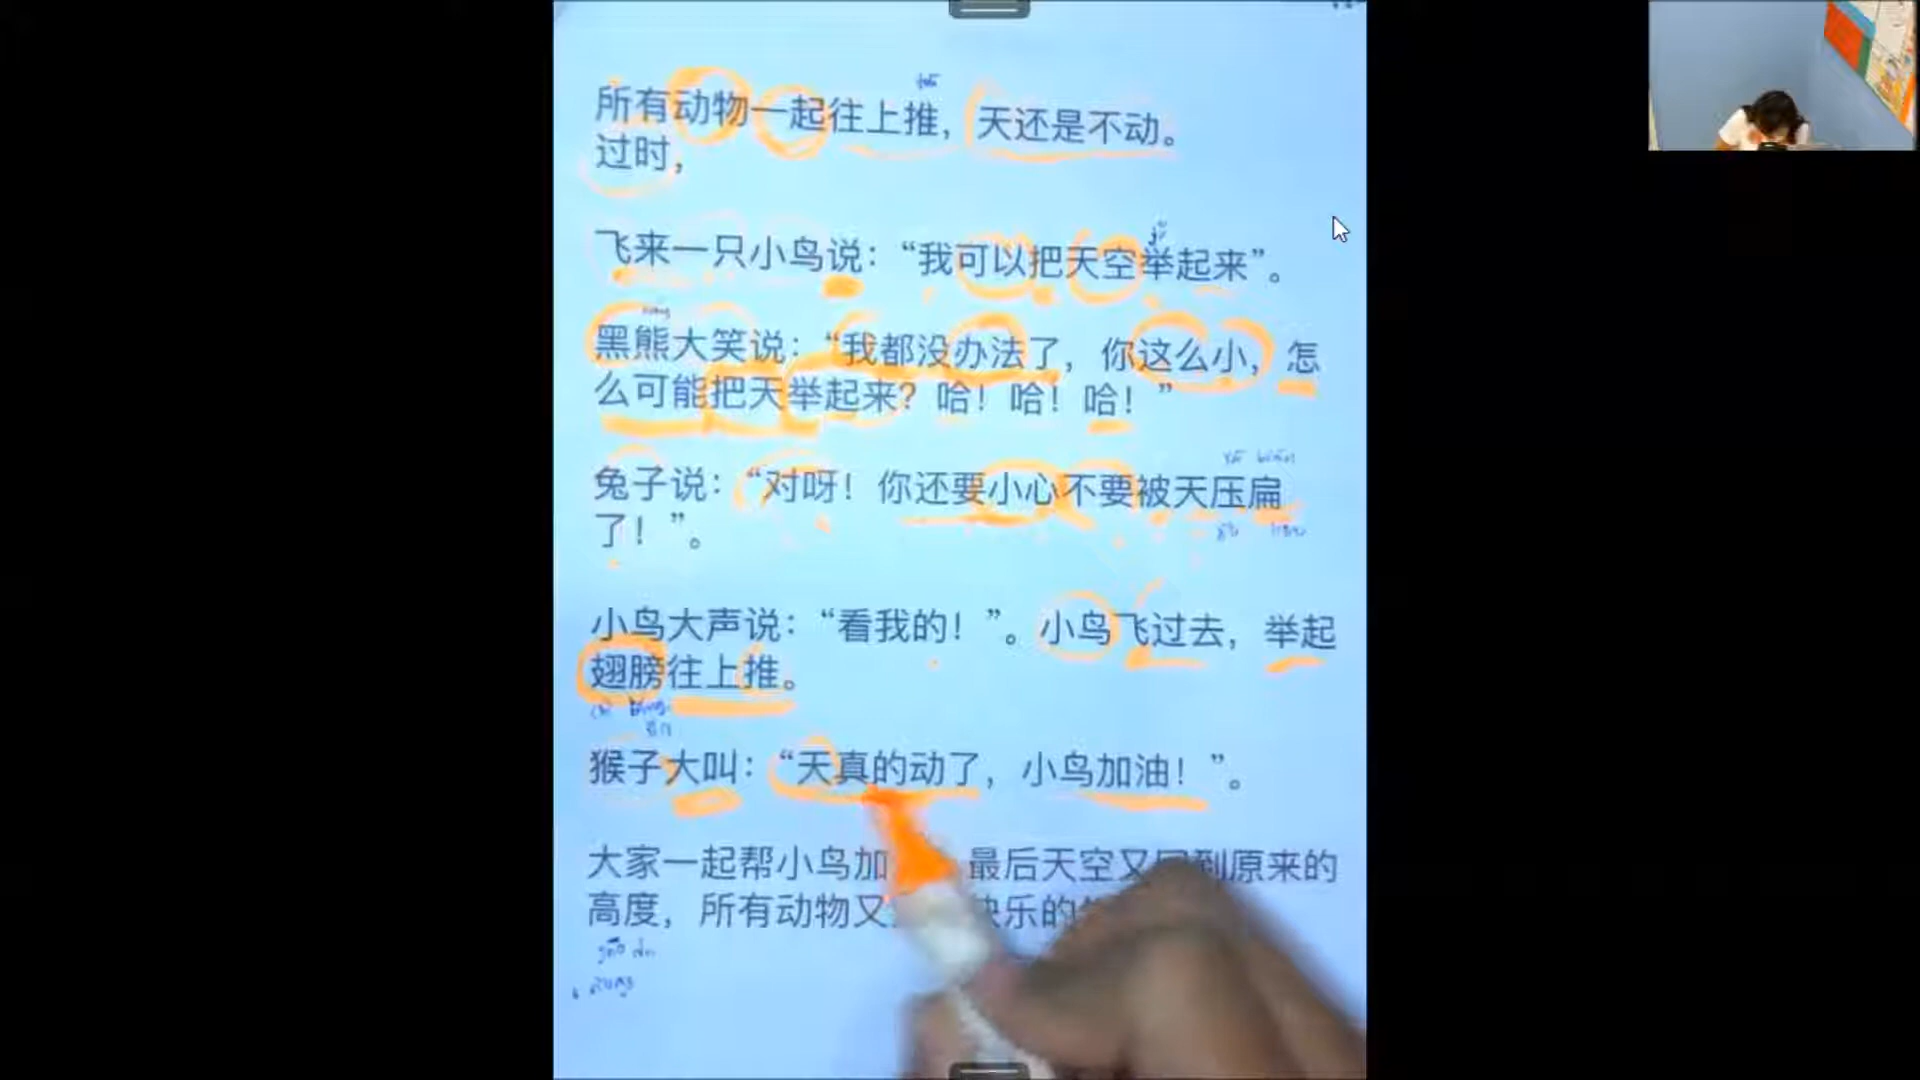 所有动物一起往上推，天还是不动。
过时，
飞来一只小鸟说：“我可以把天空举起来”。
黑熊大笑说：“我都没办法了，你这么小，怎
么可能把天举起来？哈！哈！哈！”
yā biǎn
兔子说：“对呀！你还要小心不要被天压扁
了！”。
小鸟大声说：“看我的！”。小鸟飞过去，举起
翅膀往上推。
猴子大叫：“天真的动了，小鸟加油！”。
大家一起帮小鸟加 最后天空又回到原来的
高度，所有动物又 快乐的
gāo dù